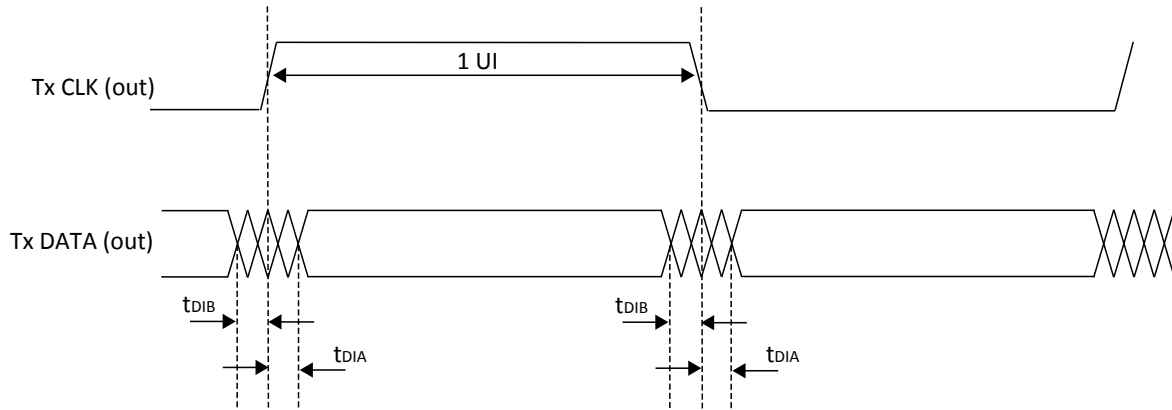 1 UI
Tx CLK (out)
Tx DATA (out)
tDIB
tDIB
tDIA
tDIA